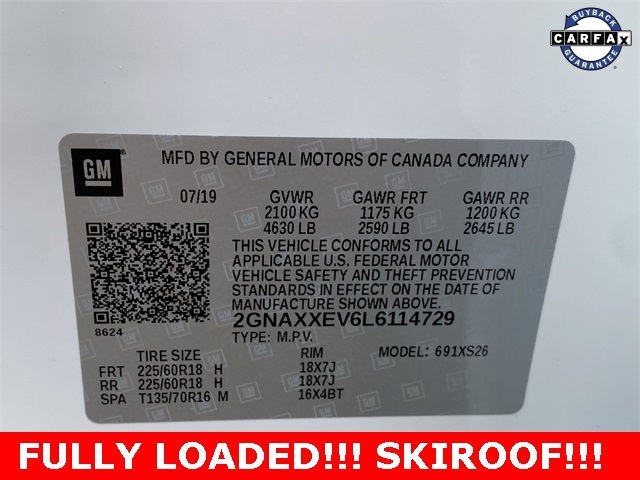 BUYBACK
CARFAX
GUARANTEE
GM
MFD BY GENERAL MOTORS OF CANADA COMPANY
07/19 GVWR GAWR FRT GAWR RR
2100 KG 1175 KG 1200 KG
4630 LB 2590 LB 2645 LB
THIS VEHICLE CONFORMS TO ALL
APPLICABLE U.S. FEDERAL MOTOR
VEHICLE SAFETY AND THEFT PREVENTION
STANDARDS IN EFFECT ON THE DATE OF
MANUFACTURE SHOWN ABOVE.
8624
2GNAXXEV6L6114729
TYPE: M.P.V.
TIRE SIZE RIM MODEL: 691XS26
FRT 225/60R18 H 18X7J
RR 225/60R18 H 18X7J
SPA T135/70R16 M 16X4BT
FULLY LOADED!!! SKIROOF!!!